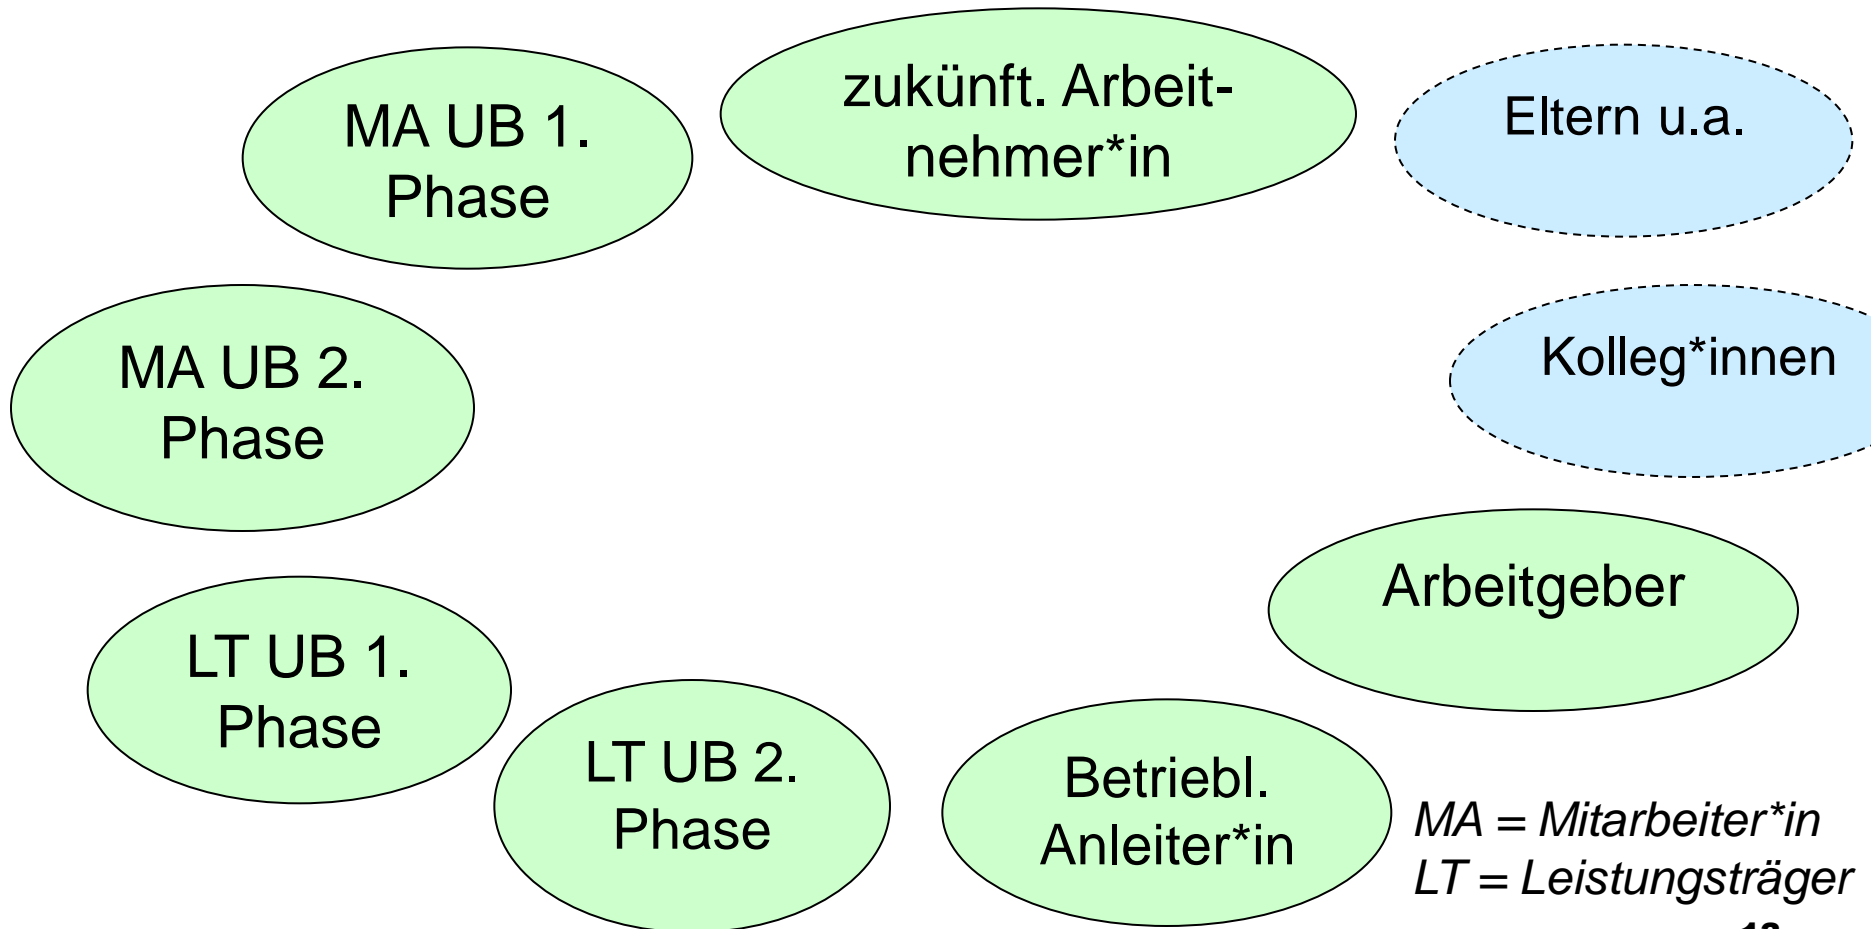 zukünft. Arbeit-
nehmer*in
MA UB 1.
Phase
Eltern u.a.
MA UB 2.
Phase
Kolleg*innen
Arbeitgeber
LT UB 1.
Phase
LT UB 2.
Phase
Betriebl.
Anleiter*in
MA = Mitarbeiter*in
LT = Leistungsträger